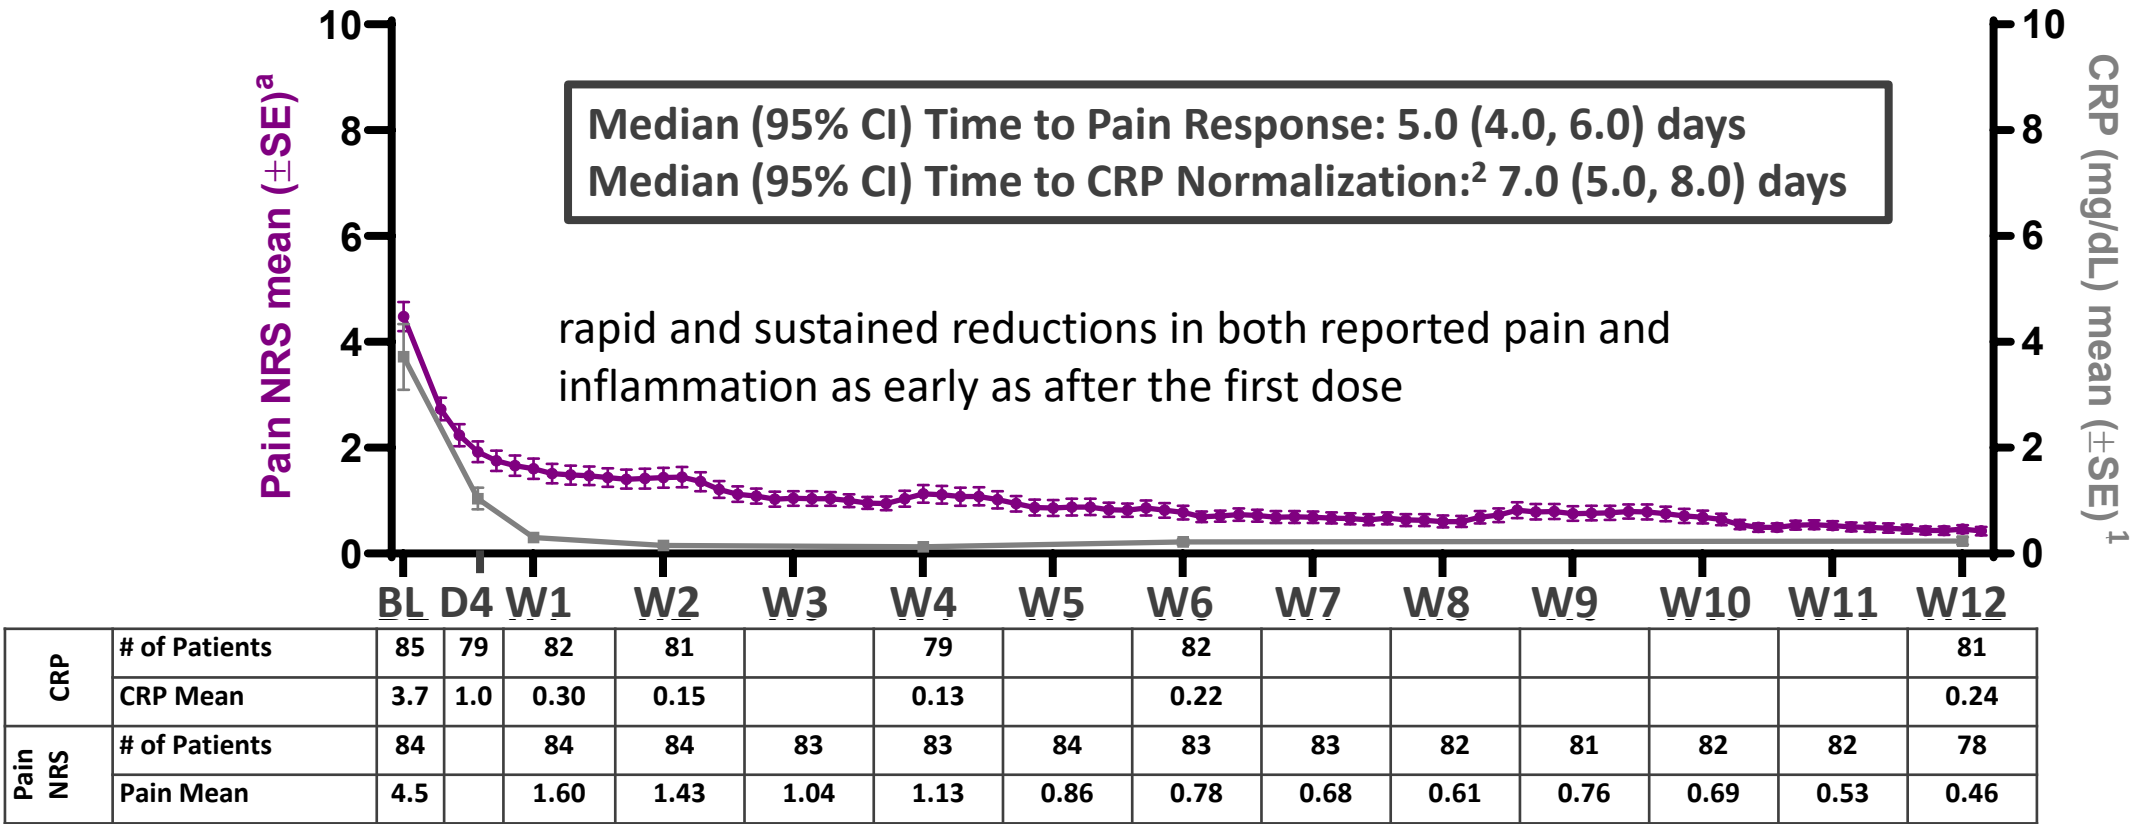 10
8
6
4
2
0
Pain NRS mean (±SE)a
Median (95% CI) Time to Pain Response: 5.0 (4.0, 6.0) days
Median (95% CI) Time to CRP Normalization:2 7.0 (5.0, 8.0) days
rapid and sustained reductions in both reported pain and
inflammation as early as after the first dose
10
8
6
4
2
0
CRP (mg/dL) mean (±SE) 1
BL D4 W1 W2 W3 W4 W5 W6 W7 W8 W9 W10 W11 W12
CRP
# of Patients 85 79 82 81 79 82 81
CRP Mean 3.7 1.0 0.30 0.15 0.13 0.22 0.24
Pain
NRS
# of Patients 84 84 84 83 83 84 83 83 82 81 82 82 78
Pain Mean 4.5 1.60 1.43 1.04 1.13 0.86 0.78 0.68 0.61 0.76 0.69 0.53 0.46